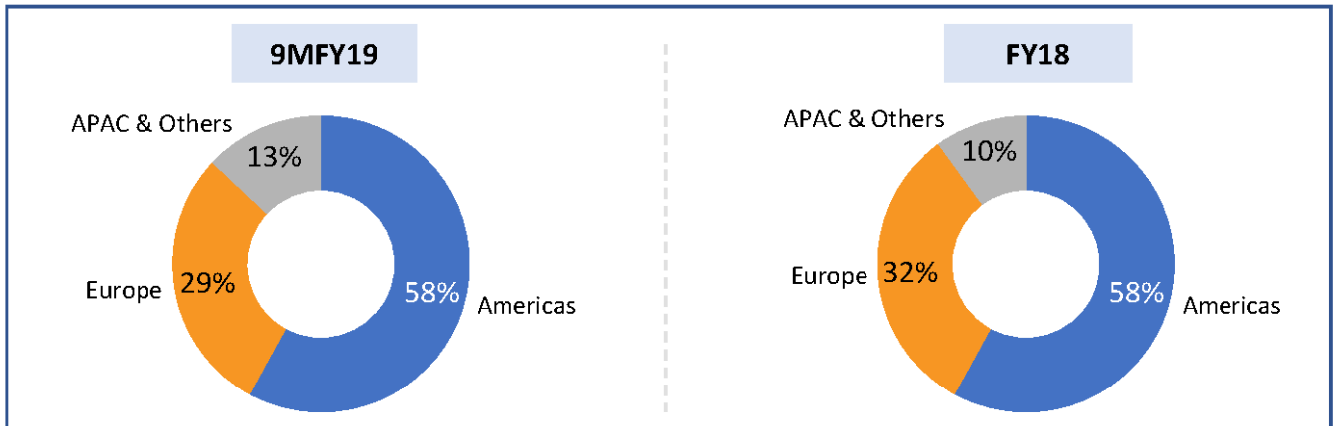 9MFY19
APAC & Others
13%
Europe
29%
58%
Americas
FY18
APAC & Others
10%
Europe
32%
58%
Americas